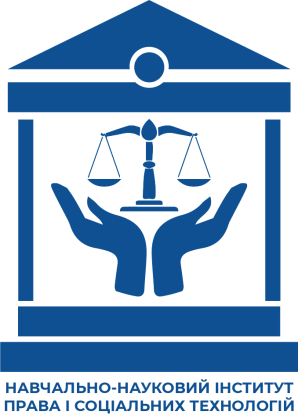 НАВЧАЛЬНО-НАУКОВИЙ ІНСТИТУТ
ПРАВА І СОЦІАЛЬНИХ ТЕХНОЛОГІЙ